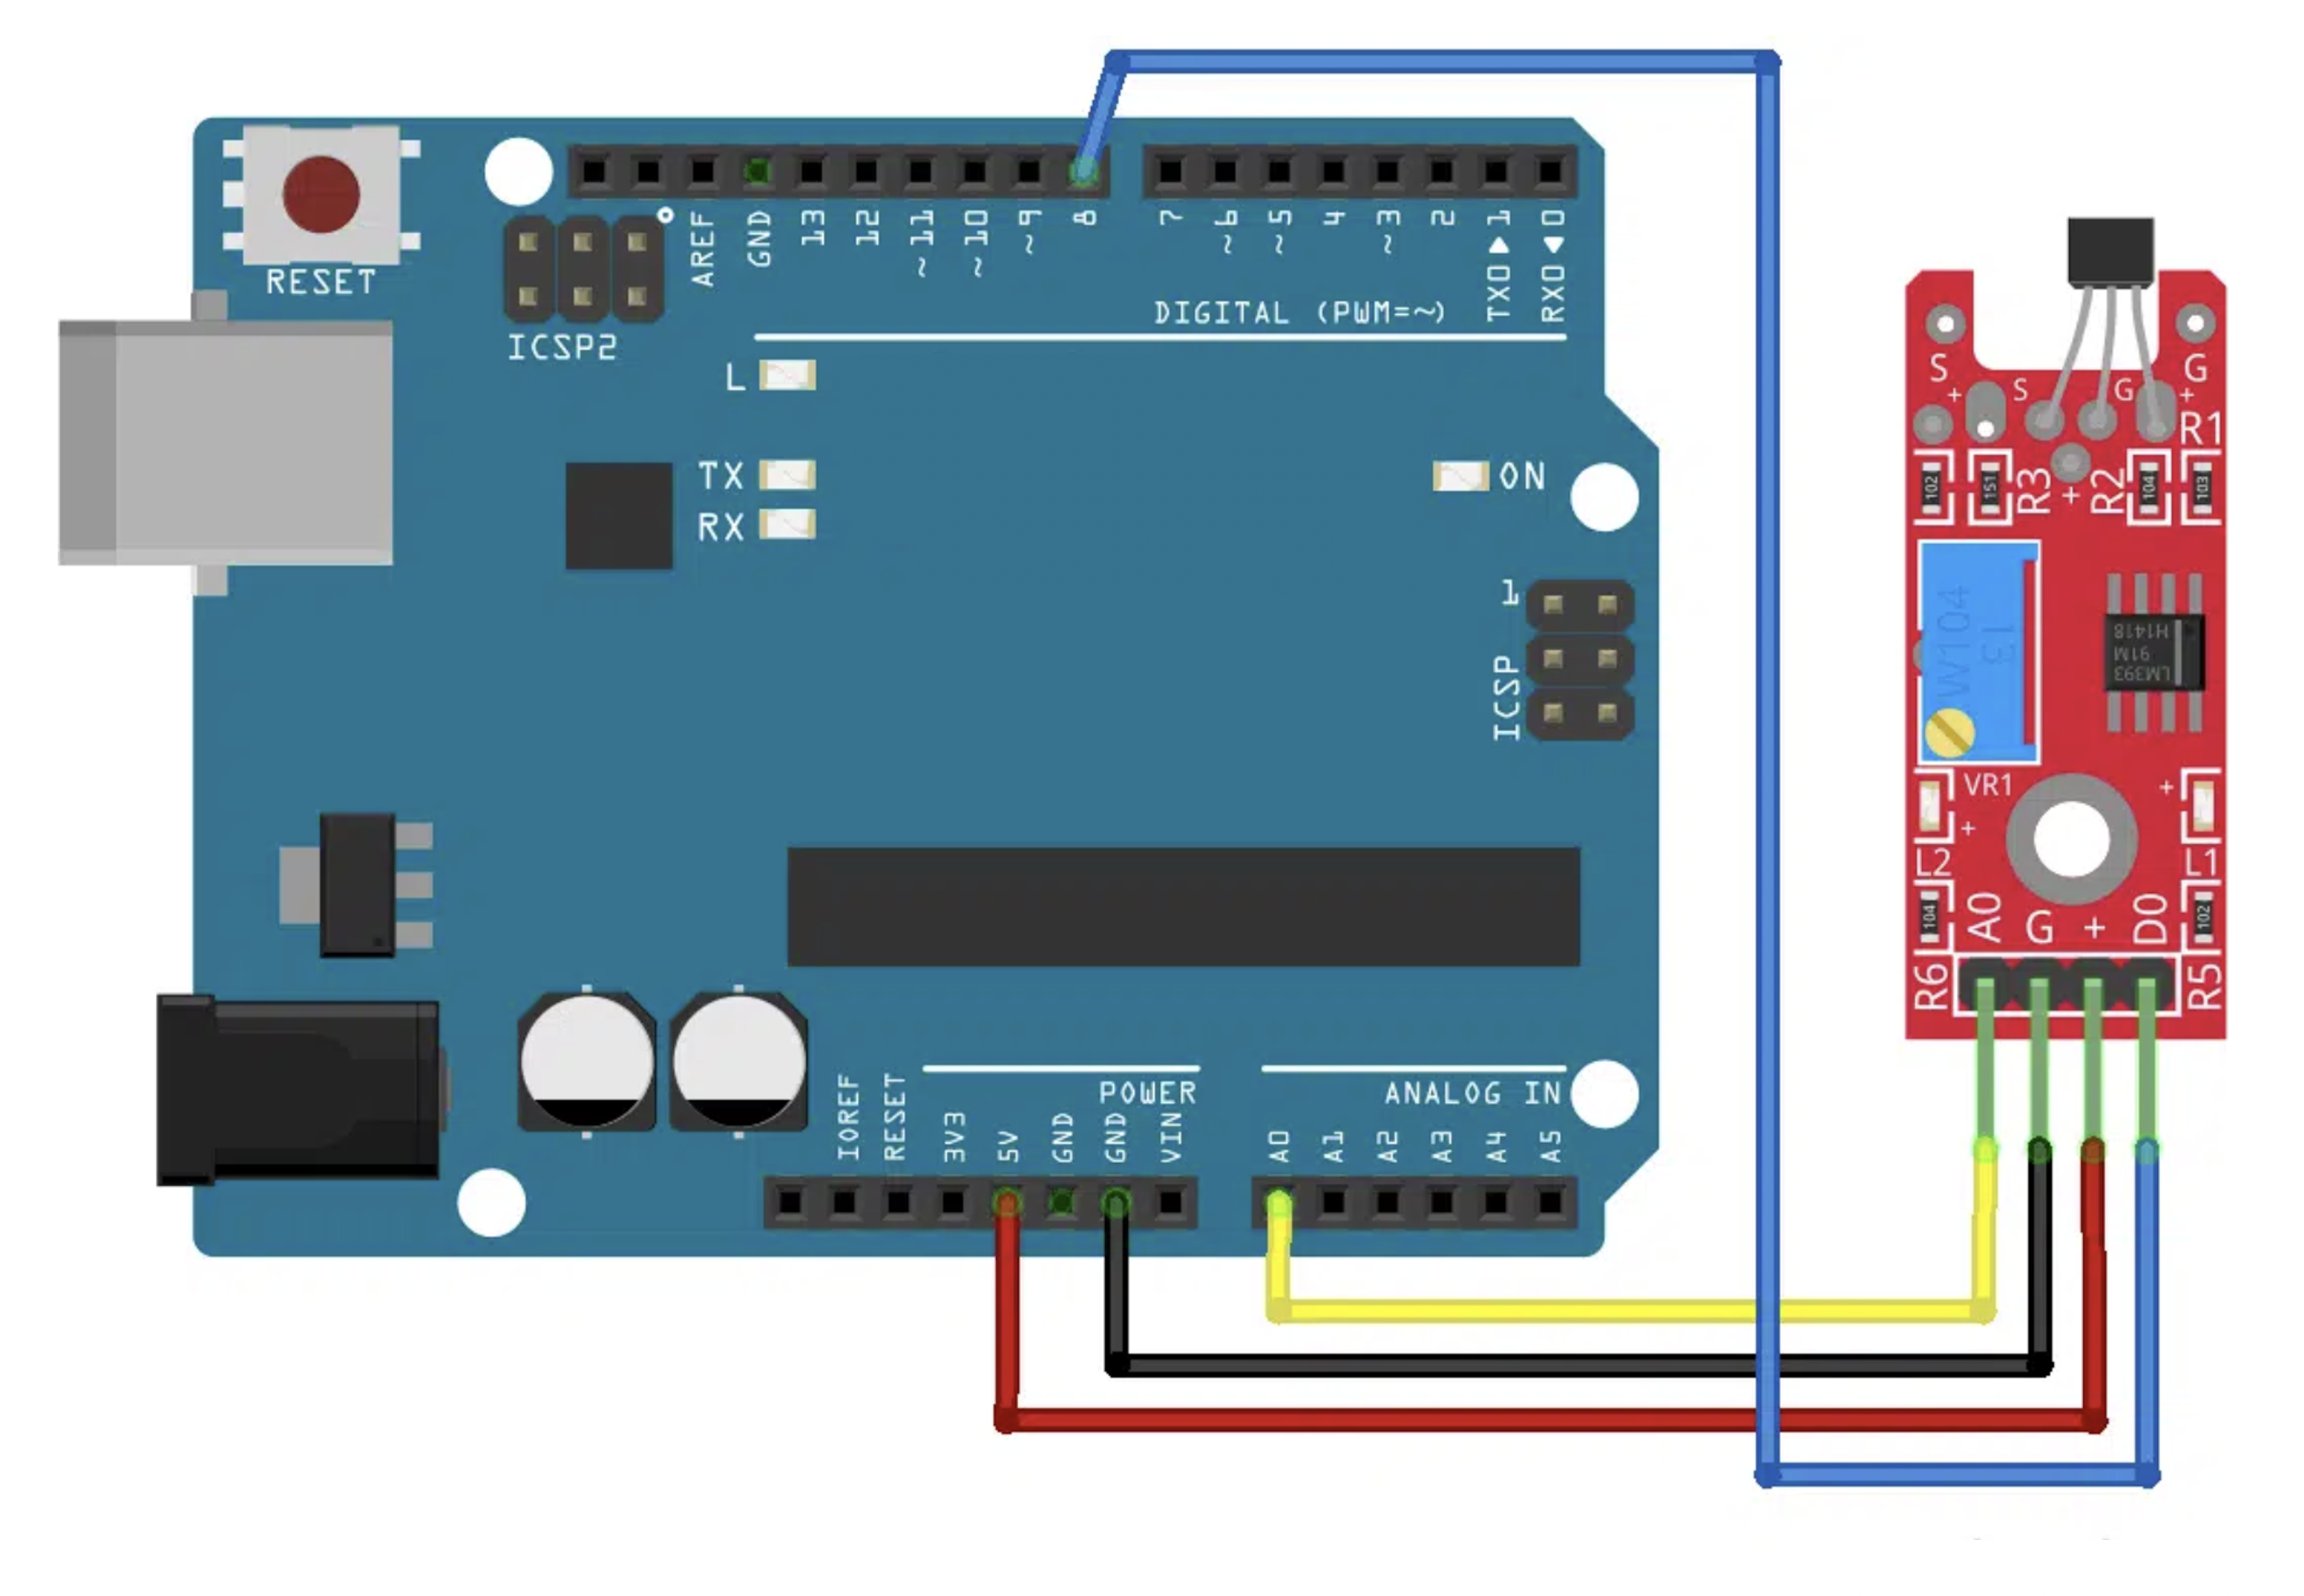 RESET
ICSP2
AREF
GND
13
12
~11
~10
~9
8
7
~6
~5
4
~3
2
TX0▶1
RX0◀0
DIGITAL (PWM=~)
L
TX
RX
ON
1
ICSP
POWER
ANALOG IN
IOREF
RESET
3V3
5V
GND
GND
VIN
A0
A1
A2
A3
A4
A5
S
G
+
S
G
+
R1
102
151
R3
+
R2
104
103
W104
E1
H1418
91M
LM393
VR1
+
+
L2
L1
104
A0
G
+
D0
102
R6
R5